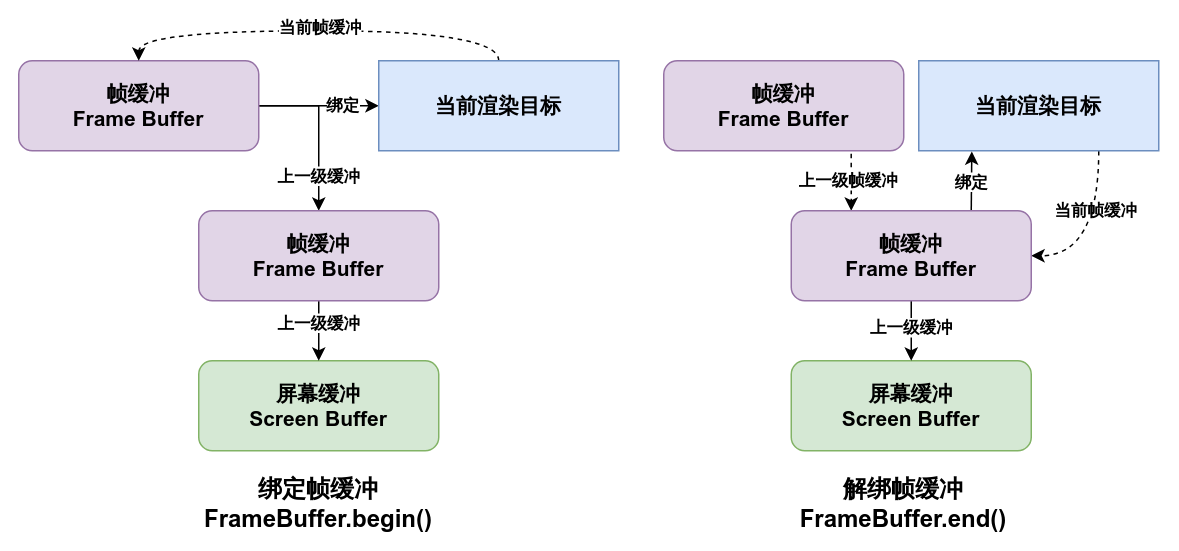 当前帧缓冲
帧缓冲
Frame Buffer
绑定
当前渲染目标
上一级缓冲
帧缓冲
Frame Buffer
上一级缓冲
屏幕缓冲
Screen Buffer
绑定帧缓冲
FrameBuffer.begin()
帧缓冲
Frame Buffer
当前渲染目标
上一级帧缓冲
绑定
当前帧缓冲
帧缓冲
Frame Buffer
上一级缓冲
屏幕缓冲
Screen Buffer
解绑帧缓冲
FrameBuffer.end()